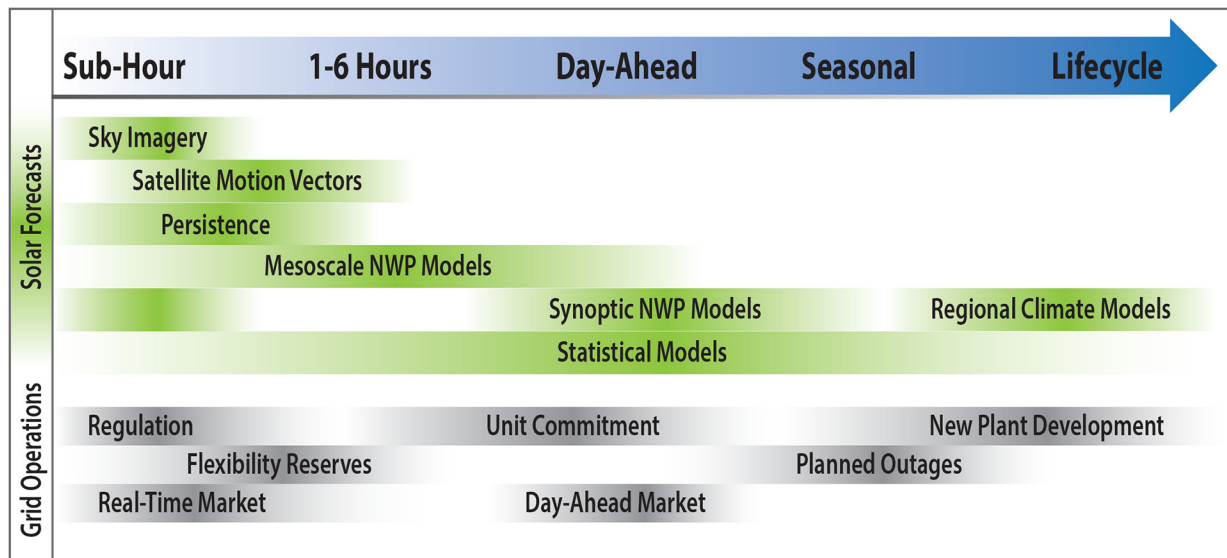 Sub-Hour 1-6 Hours Day-Ahead Seasonal Lifecycle
Solar Forecasts
Sky Imagery
Satellite Motion Vectors
Persistence
Mesoscale NWP Models
Synoptic NWP Models Regional Climate Models
Statistical Models
Grid Operations
Regulation Unit Commitment New Plant Development
Flexibility Reserves Planned Outages
Real-Time Market Day-Ahead Market